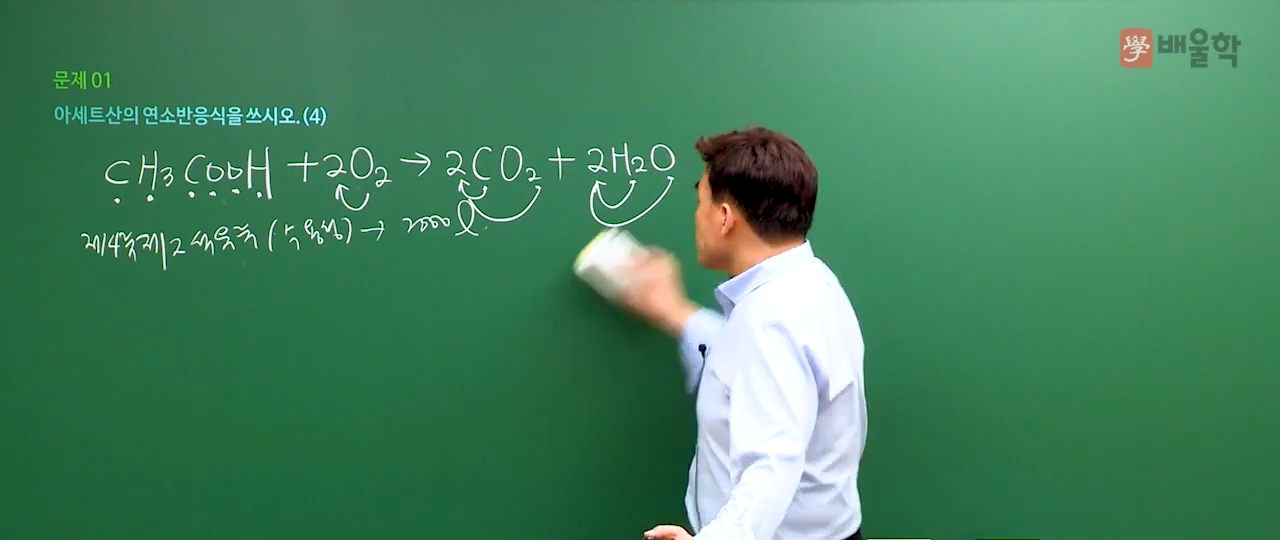 學 배울학
문제 01
아세트산의 연소반응식을 쓰시오. (4)
CH3COOH + 2O2 → 2CO2 + 2H2O
제4류 제2석유류 (수용성) → 2000ℓ